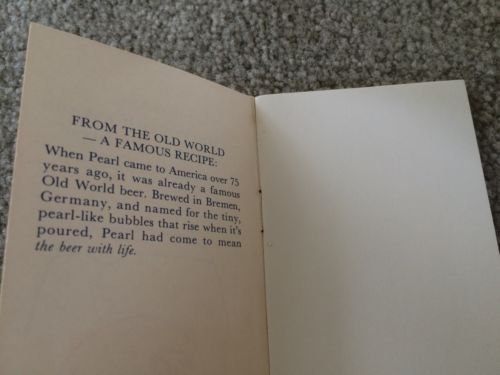 FROM THE OLD WORLD
— A FAMOUS RECIPE:
When Pearl came to America over 75
years ago, it was already a famous
Old World beer. Brewed in Bremen,
Germany, and named for the tiny,
pearl-like bubbles that rise when it's
poured, Pearl had come to mean
the beer with life.